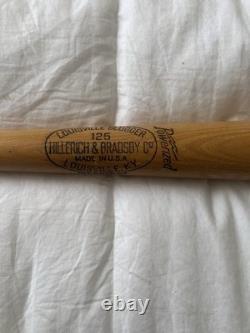 LOUISVILLE SLUGGER
125
HILLERICH & BRADSBY Co
MADE IN U.S.A
LOUISVILLE, KY.
Powerized